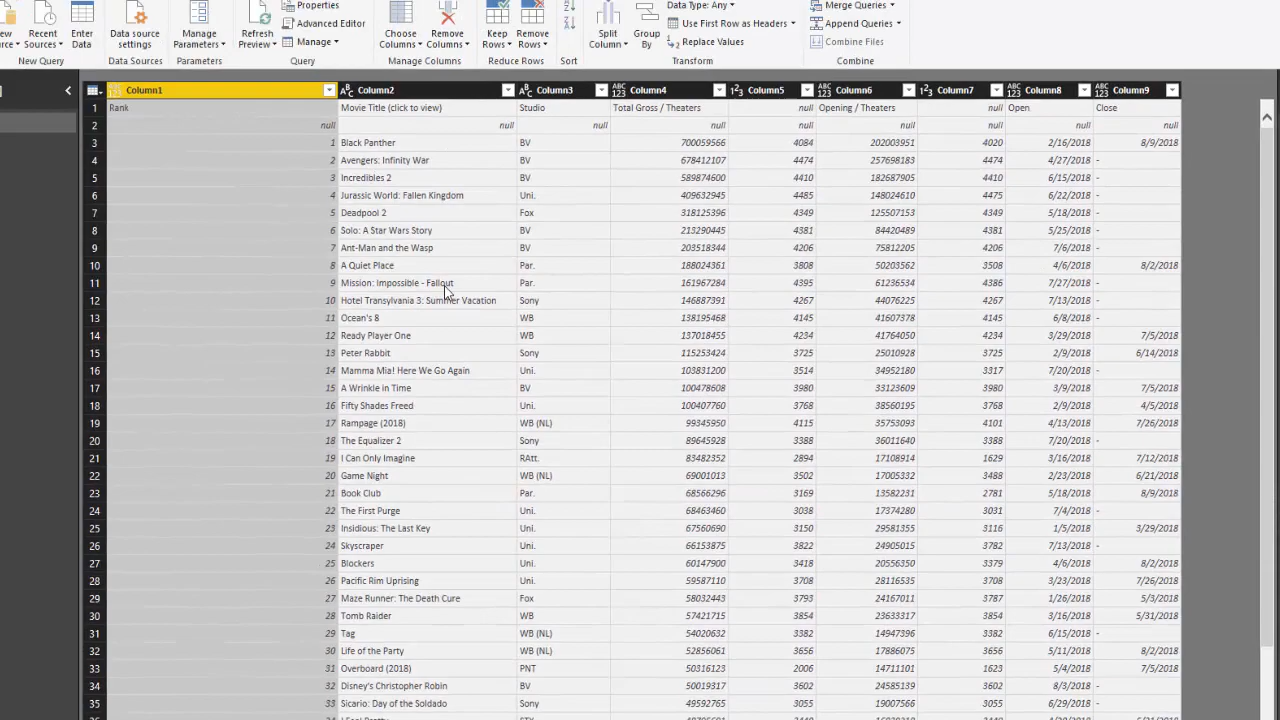 Properties Data Type: Any Merge Queries
Advanced Editor Use First Row as Headers Append Queries
Recent Sources Enter Data Data source settings Manage Parameters Refresh Preview Manage Choose Columns Remove Columns Keep Rows Remove Rows Split Column Group By Replace Values Combine Files
New Query Data Sources Parameters Query Manage Columns Reduce Rows Sort Transform Combine
Column1 Column2 Column3 Column4 Column5 Column6 Column7 Column8 Column9
1 Rank Movie Title (click to view) Studio Total Gross / Theaters null Opening / Theaters null Open Close
2 null null null null null null null null null
3 1 Black Panther BV 700059566 4084 202003951 4020 2/16/2018 8/9/2018
4 2 Avengers: Infinity War BV 678412107 4474 257698183 4474 4/27/2018 -
5 3 Incredibles 2 BV 589874600 4410 182687905 4410 6/15/2018 -
6 4 Jurassic World: Fallen Kingdom Uni. 409632945 4485 148024610 4475 6/22/2018 -
7 5 Deadpool 2 Fox 318125396 4349 125507153 4349 5/18/2018 -
8 6 Solo: A Star Wars Story BV 213290445 4381 84420489 4381 5/25/2018 -
9 7 Ant-Man and the Wasp BV 203518344 4206 75812205 4206 7/6/2018 -
10 8 A Quiet Place Par. 188024361 3808 50203562 3508 4/6/2018 8/2/2018
11 9 Mission: Impossible - Fallout Par. 161967284 4395 61236534 4386 7/27/2018 -
12 10 Hotel Transylvania 3: Summer Vacation Sony 146887391 4267 44076225 4267 7/13/2018 -
13 11 Ocean's 8 WB 138195468 4145 41607378 4145 6/8/2018 -
14 12 Ready Player One WB 137018455 4234 41764050 4234 3/29/2018 7/5/2018
15 13 Peter Rabbit Sony 115253424 3725 25010928 3725 2/9/2018 6/14/2018
16 14 Mamma Mia! Here We Go Again Uni. 103831200 3514 34952180 3317 7/20/2018 -
17 15 A Wrinkle in Time BV 100478608 3980 33123609 3980 3/9/2018 7/5/2018
18 16 Fifty Shades Freed Uni. 100407760 3768 38560195 3768 2/9/2018 4/5/2018
19 17 Rampage (2018) WB (NL) 99345950 4115 35753093 4101 4/13/2018 7/26/2018
20 18 The Equalizer 2 Sony 89645928 3388 36011640 3388 7/20/2018 -
21 19 I Can Only Imagine RAtt. 83482352 2894 17108914 1629 3/16/2018 7/12/2018
22 20 Game Night WB (NL) 69001013 3502 17005332 3488 2/23/2018 6/21/2018
23 21 Book Club Par. 68566296 3169 13582231 2781 5/18/2018 8/9/2018
24 22 The First Purge Uni. 68463460 3038 17374280 3031 7/4/2018 -
25 23 Insidious: The Last Key Uni. 67560690 3150 29581355 3116 1/5/2018 3/29/2018
26 24 Skyscraper Uni. 66153875 3822 24905015 3782 7/13/2018 -
27 25 Blockers Uni. 60147900 3418 20556350 3379 4/6/2018 8/2/2018
28 26 Pacific Rim Uprising Uni. 59587110 3708 28116535 3708 3/23/2018 7/26/2018
29 27 Maze Runner: The Death Cure Fox 58032443 3793 24167011 3787 1/26/2018 5/3/2018
30 28 Tomb Raider WB 57421715 3854 23633317 3854 3/16/2018 5/31/2018
31 29 Tag WB (NL) 54020632 3382 14947396 3382 6/15/2018 -
32 30 Life of the Party WB (NL) 52856061 3656 17886075 3656 5/11/2018 8/2/2018
33 31 Overboard (2018) PNT 50316123 2006 14711101 1623 5/4/2018 7/5/2018
34 32 Disney's Christopher Robin BV 50019317 3602 24585139 3602 8/3/2018 -
35 33 Sicario: Day of the Soldado Sony 49592765 3055 19007566 3055 6/29/2018 -